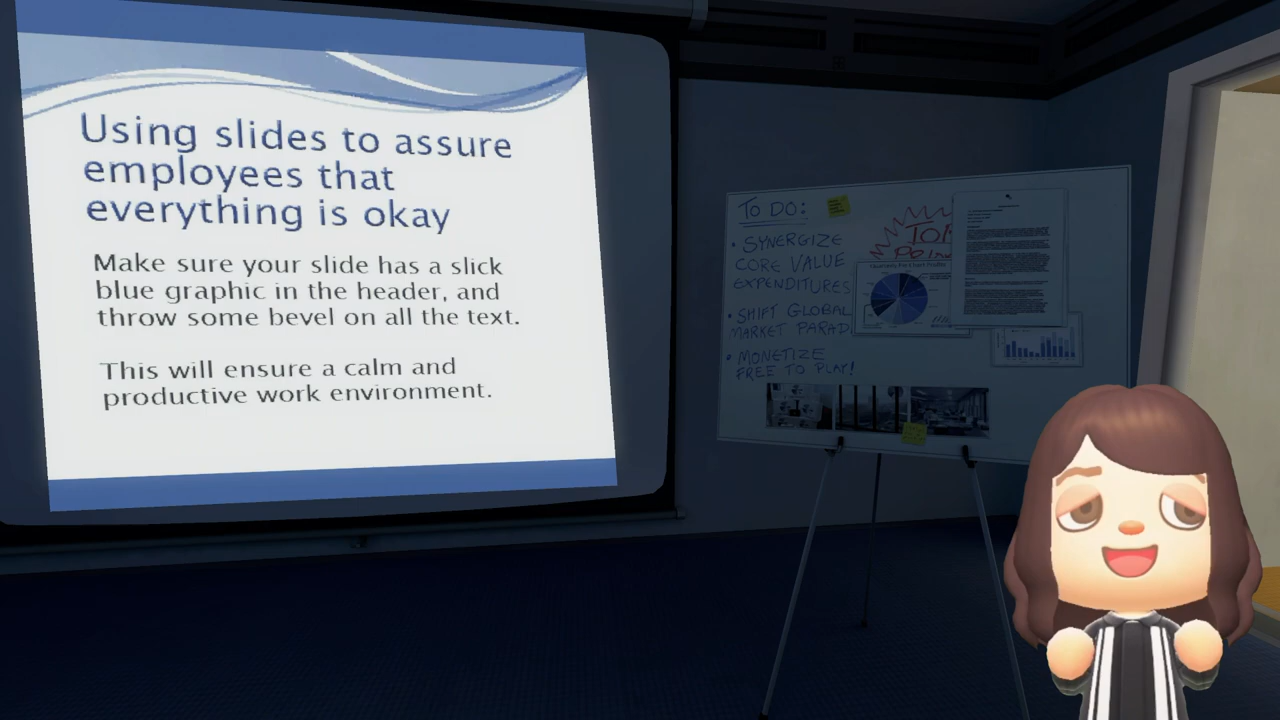 Using slides to assure
employees that
everything is okay
Make sure your slide has a slick
blue graphic in the header, and
throw some bevel on all the text.
This will ensure a calm and
productive work environment.
TO DO:
• SYNERGIZE
CORE VALUE
EXPENDITURES
• SHIFT GLOBAL
MARKET
• MONETIZE
FREE TO PLAY!